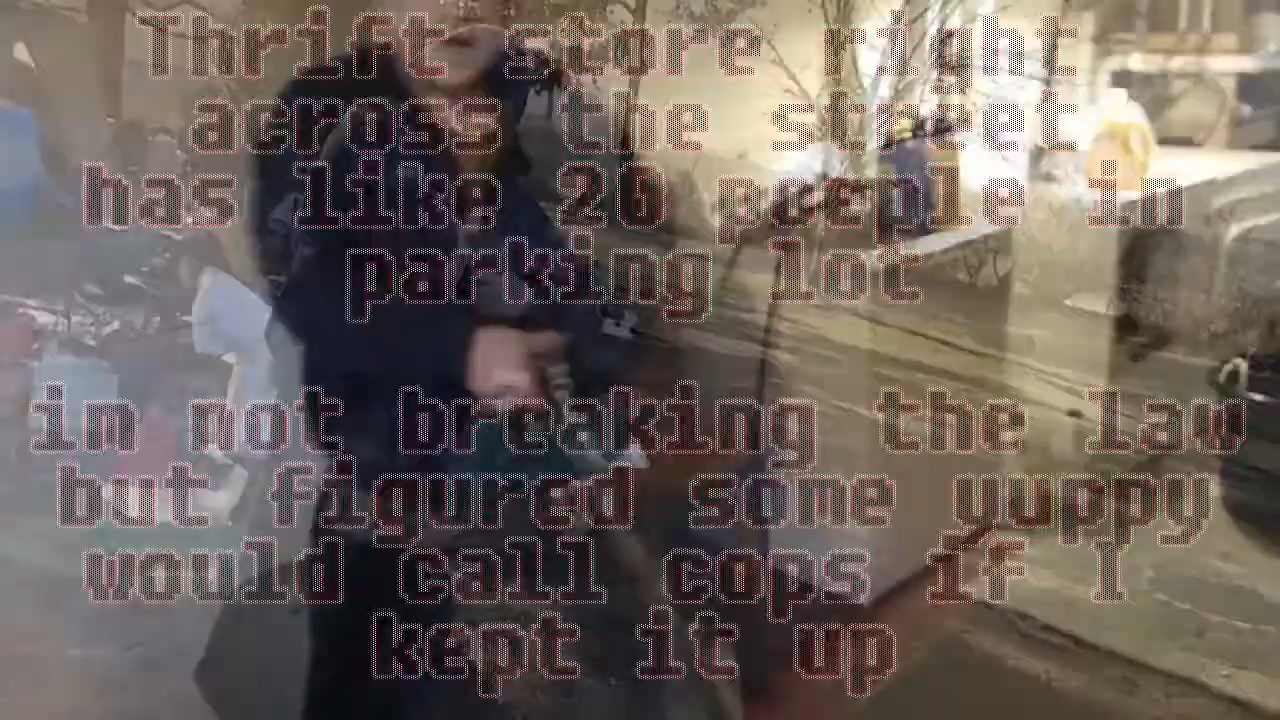 Thrift store right
across the street
has like 20 people in
parking lot
im not breaking the law
but figured some yuppy
would call cops if I
kept it up